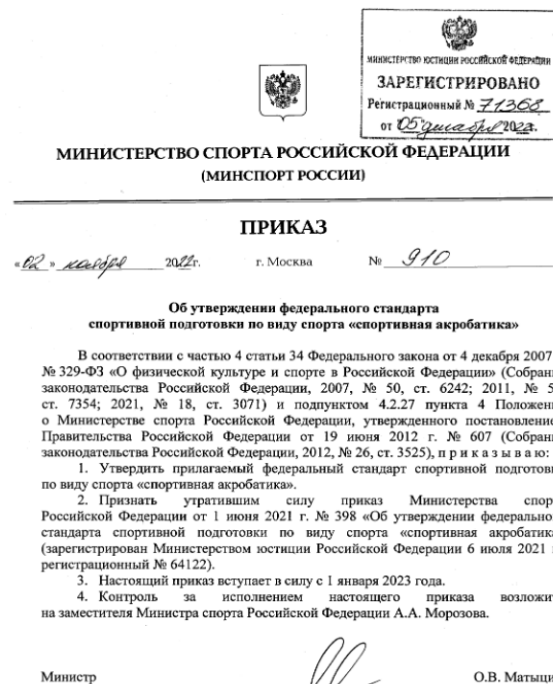 МИНИСТЕРСТВО ЮСТИЦИИ РОССИЙСКОЙ ФЕДЕРАЦИИ
ЗАРЕГИСТРИРОВАНО
Регистрационный № 71368
от "05" декабря 2022.
МИНИСТЕРСТВО СПОРТА РОССИЙСКОЙ ФЕДЕРАЦИИ
(МИНСПОРТ РОССИИ)
ПРИКАЗ
«02» ноября 2022г. г. Москва № 910
Об утверждении федерального стандарта
спортивной подготовки по виду спорта «спортивная акробатика»
В соответствии с частью 4 статьи 34 Федерального закона от 4 декабря 2007
№ 329-ФЗ «О физической культуре и спорте в Российской Федерации» (Собрани
законодательства Российской Федерации, 2007, № 50, ст. 6242; 2011, № 5
ст. 7354; 2021, № 18, ст. 3071) и подпунктом 4.2.27 пункта 4 Положени
о Министерстве спорта Российской Федерации, утвержденного постановление
Правительства Российской Федерации от 19 июня 2012 г. № 607 (Собрани
законодательства Российской Федерации, 2012, № 26, ст. 3525), п р и к а з ы в а ю:
1. Утвердить прилагаемый федеральный стандарт спортивной подготовк
по виду спорта «спортивная акробатика».
2. Признать утратившим силу приказ Министерства спор
Российской Федерации от 1 июня 2021 г. № 398 «Об утверждении федерально
стандарта спортивной подготовки по виду спорта «спортивная акробатика
(зарегистрирован Министерством юстиции Российской Федерации 6 июля 2021
регистрационный № 64122).
3. Настоящий приказ вступает в силу с 1 января 2023 года.
4. Контроль за исполнением настоящего приказа возложит
на заместителя Министра спорта Российской Федерации А.А. Морозова.
Министр О.В. Матыци